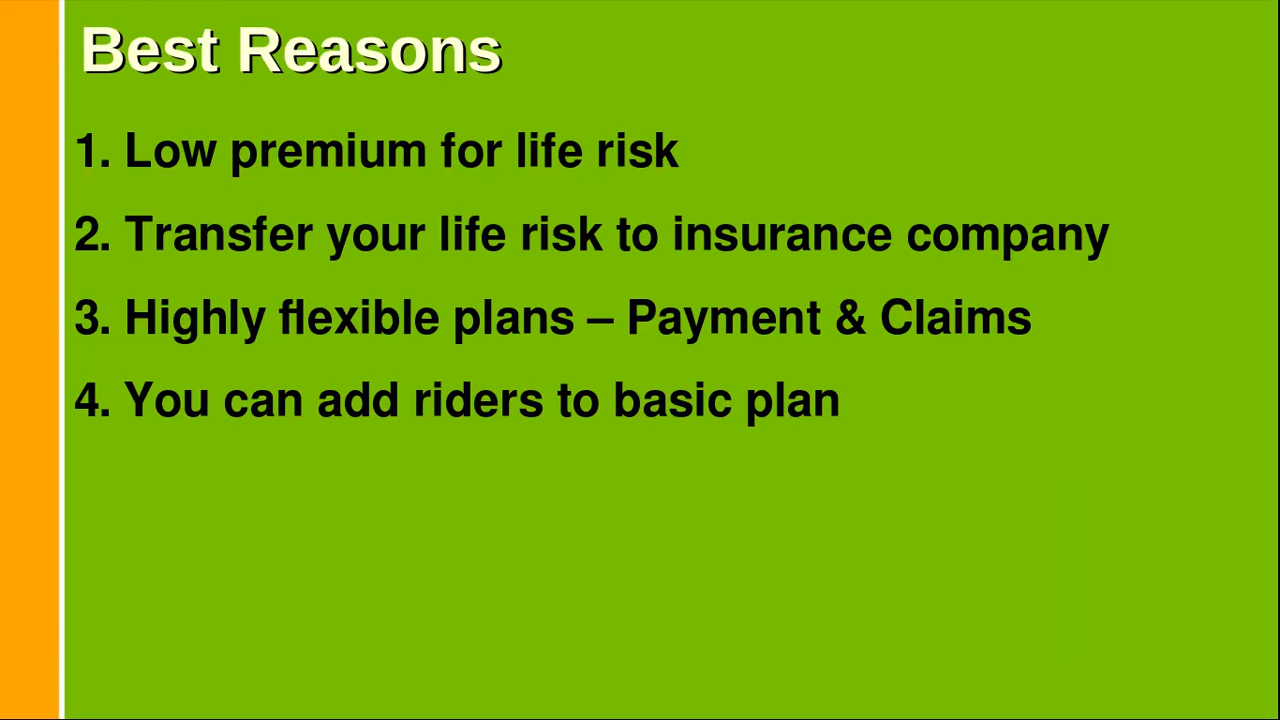 Best Reasons
1. Low premium for life risk
2. Transfer your life risk to insurance company
3. Highly flexible plans – Payment & Claims
4. You can add riders to basic plan